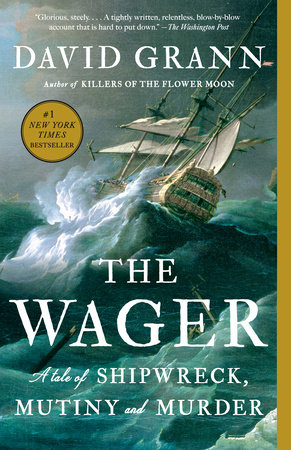 "Glorious, steely. . . . A tightly written, relentless, blow-by-blow
account that is hard to put down." —The Washington Post
DAVID GRANN
Author of KILLERS OF THE FLOWER MOON
#1
NEW YORK
TIMES
BESTSELLER
THE
WAGER
A tale of SHIPWRECK,
MUTINY and MURDER